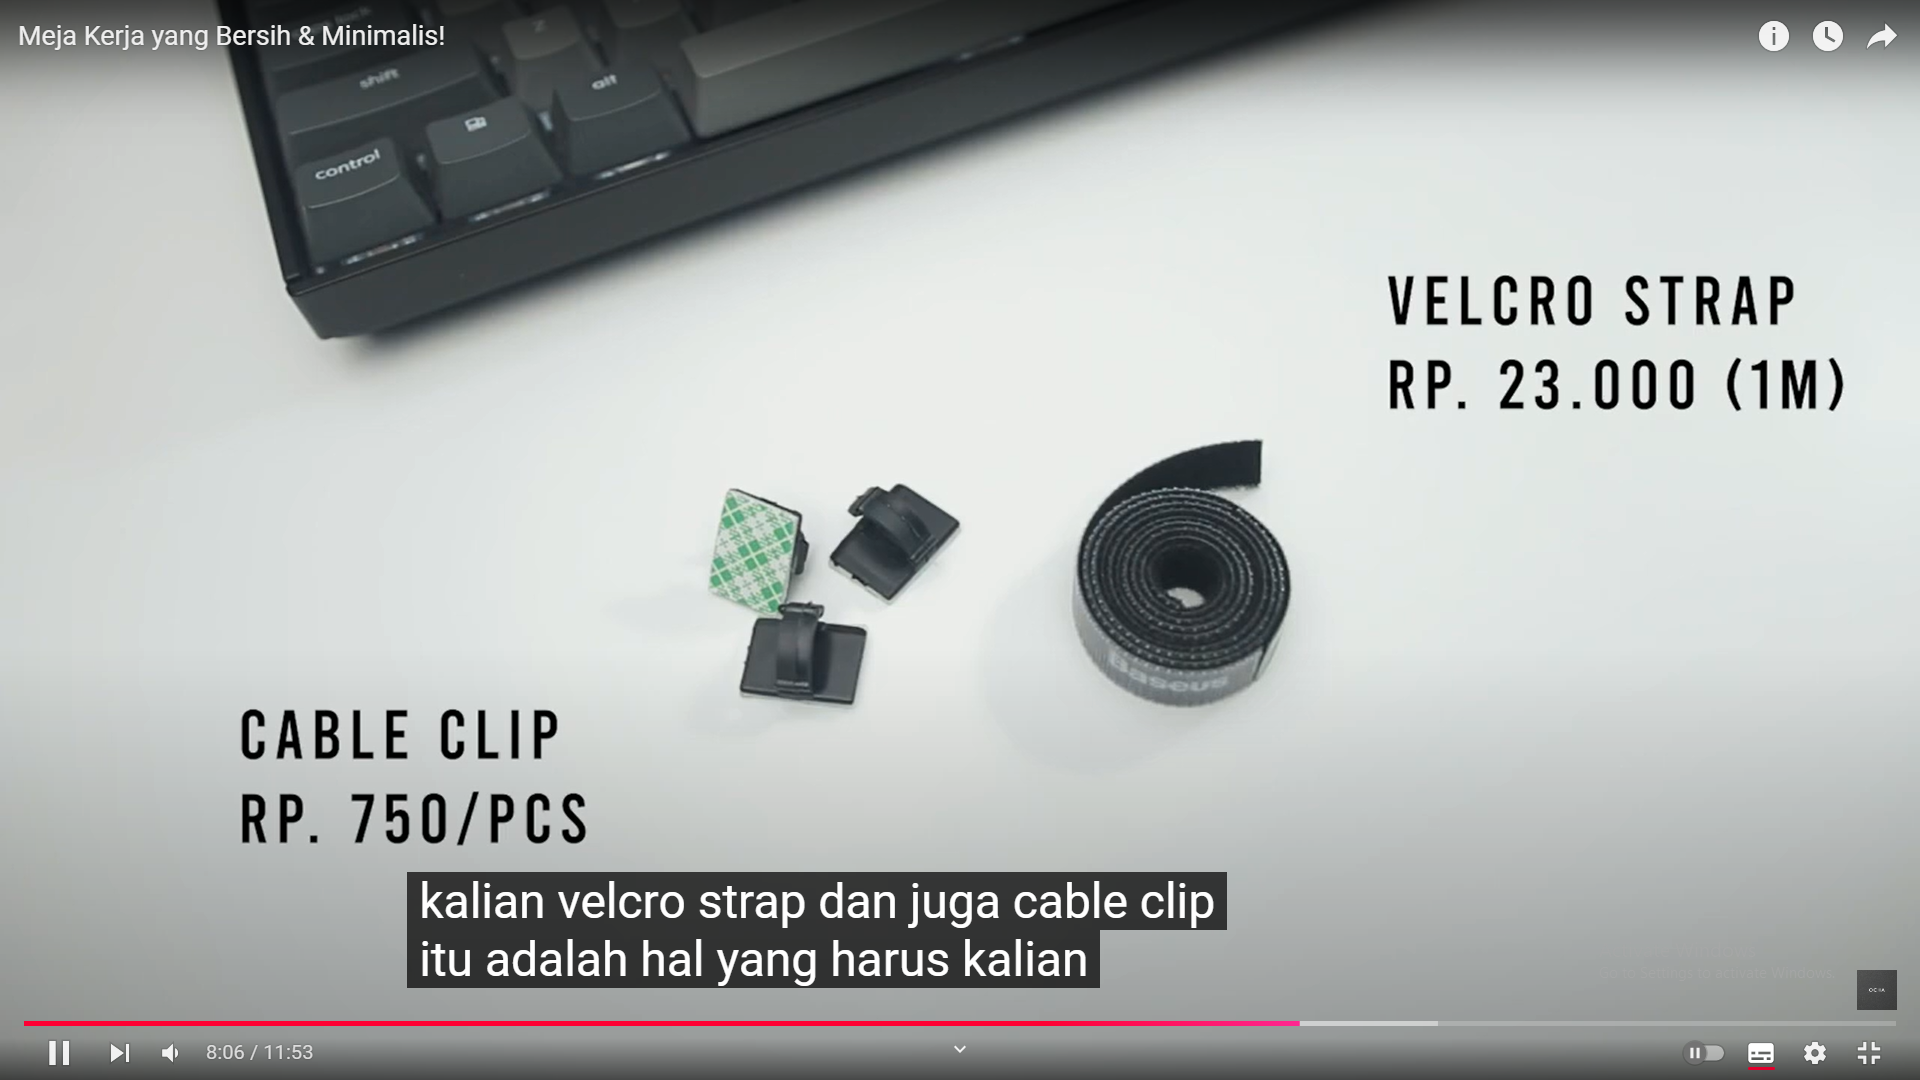 Meja Kerja yang Bersih & Minimalis!
shift
alt
control
VELCRO STRAP
RP. 23.000 (1M)
Baseus
CABLE CLIP
RP. 750/PCS
kalian velcro strap dan juga cable clip
itu adalah hal yang harus kalian
8:06 / 11:53